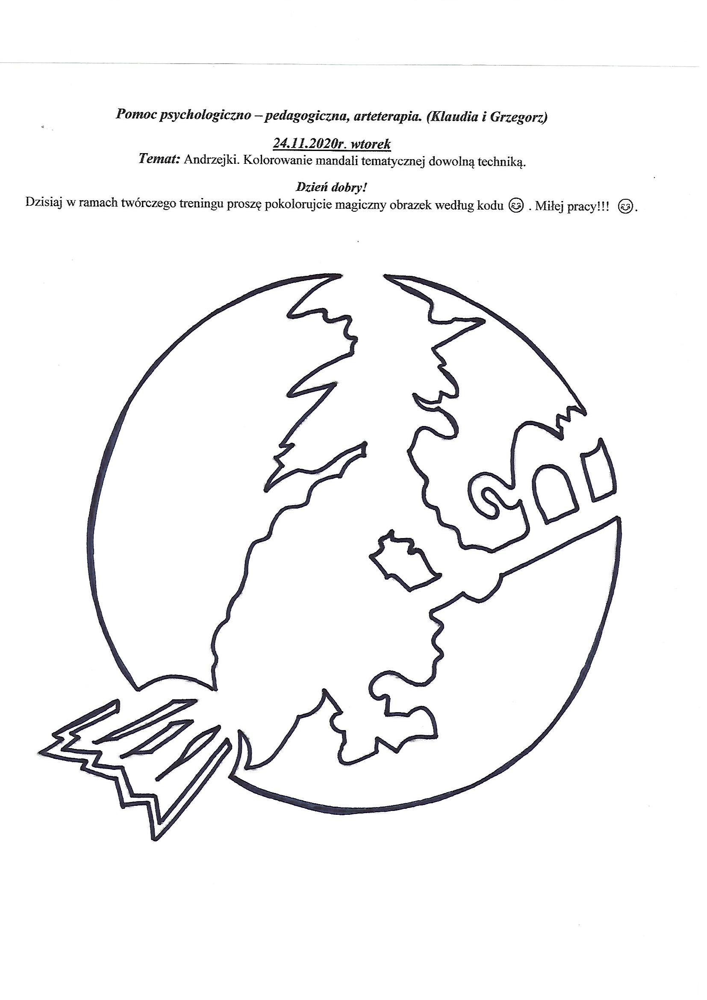 Pomoc psychologiczno – pedagogiczna, arteterapia. (Klaudia i Grzegorz)
24.11.2020r. wtorek
Temat: Andrzejki. Kolorowanie mandali tematycznej dowolną techniką.
Dzień dobry!
Dzisiaj w ramach twórczego treningu proszę pokolorujcie magiczny obrazek według kodu 😊 . Miłej pracy!!! 😊.